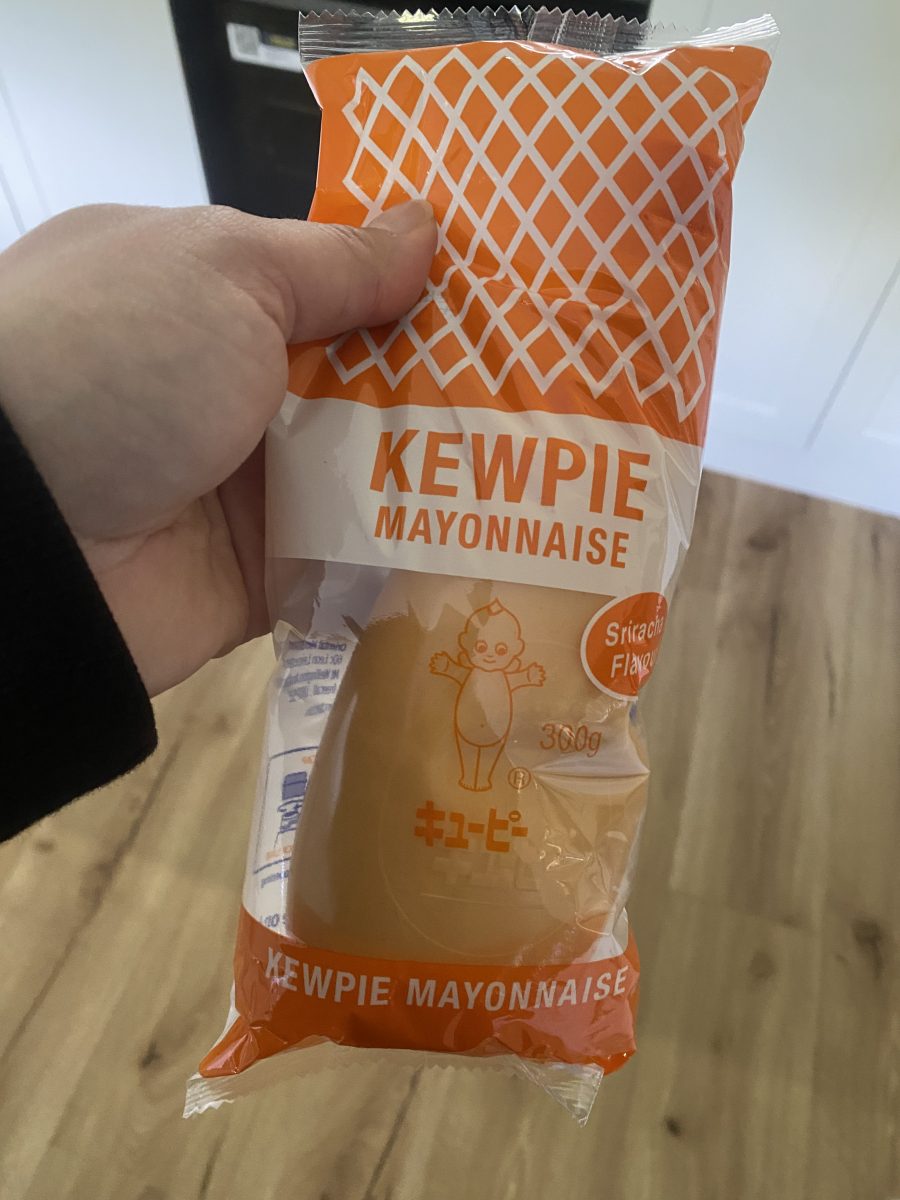 KEWPIE
MAYONNAISE
Sriracha
Flavour
300g
®
キユーピー
KEWPIE MAYONNAISE